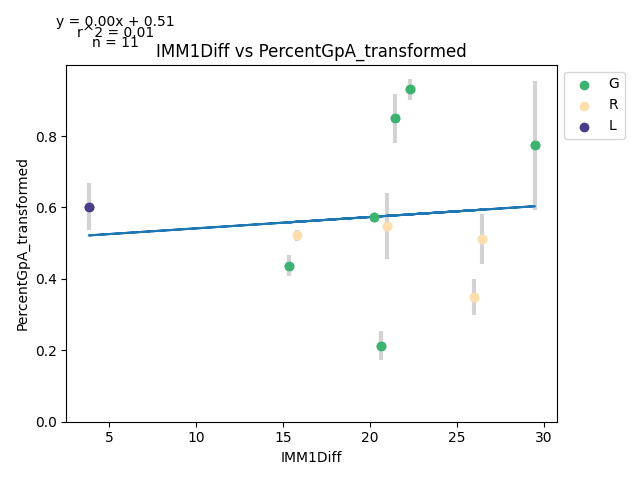 y = 0.00x + 0.51
r^2 = 0.01
n = 11
IMM1Diff vs PercentGpA_transformed
G
R
L
PercentGpA_transformed
0.8
0.6
0.4
0.2
0.0
5 10 15 20 25 30
IMM1Diff